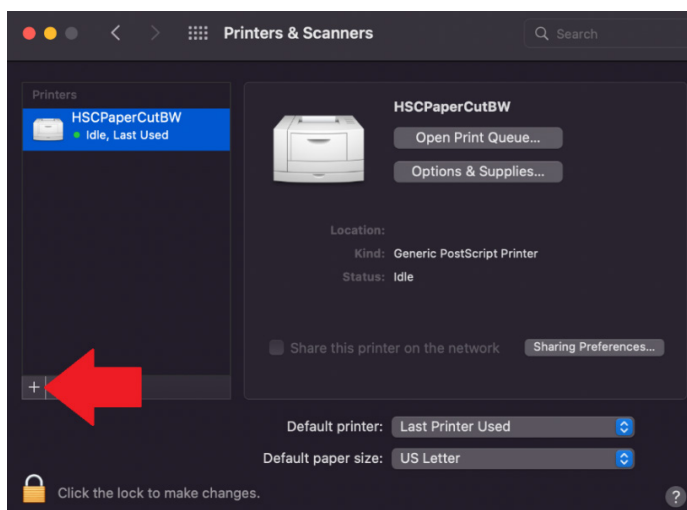 Printers & Scanners
Search
Printers
HSCPaperCutBW
Idle, Last Used
HSCPaperCutBW
Open Print Queue...
Options & Supplies...
Location:
Kind: Generic PostScript Printer
Status: Idle
Share this printer on the network
Sharing Preferences...
+
Default printer: Last Printer Used
Default paper size: US Letter
Click the lock to make changes.
?